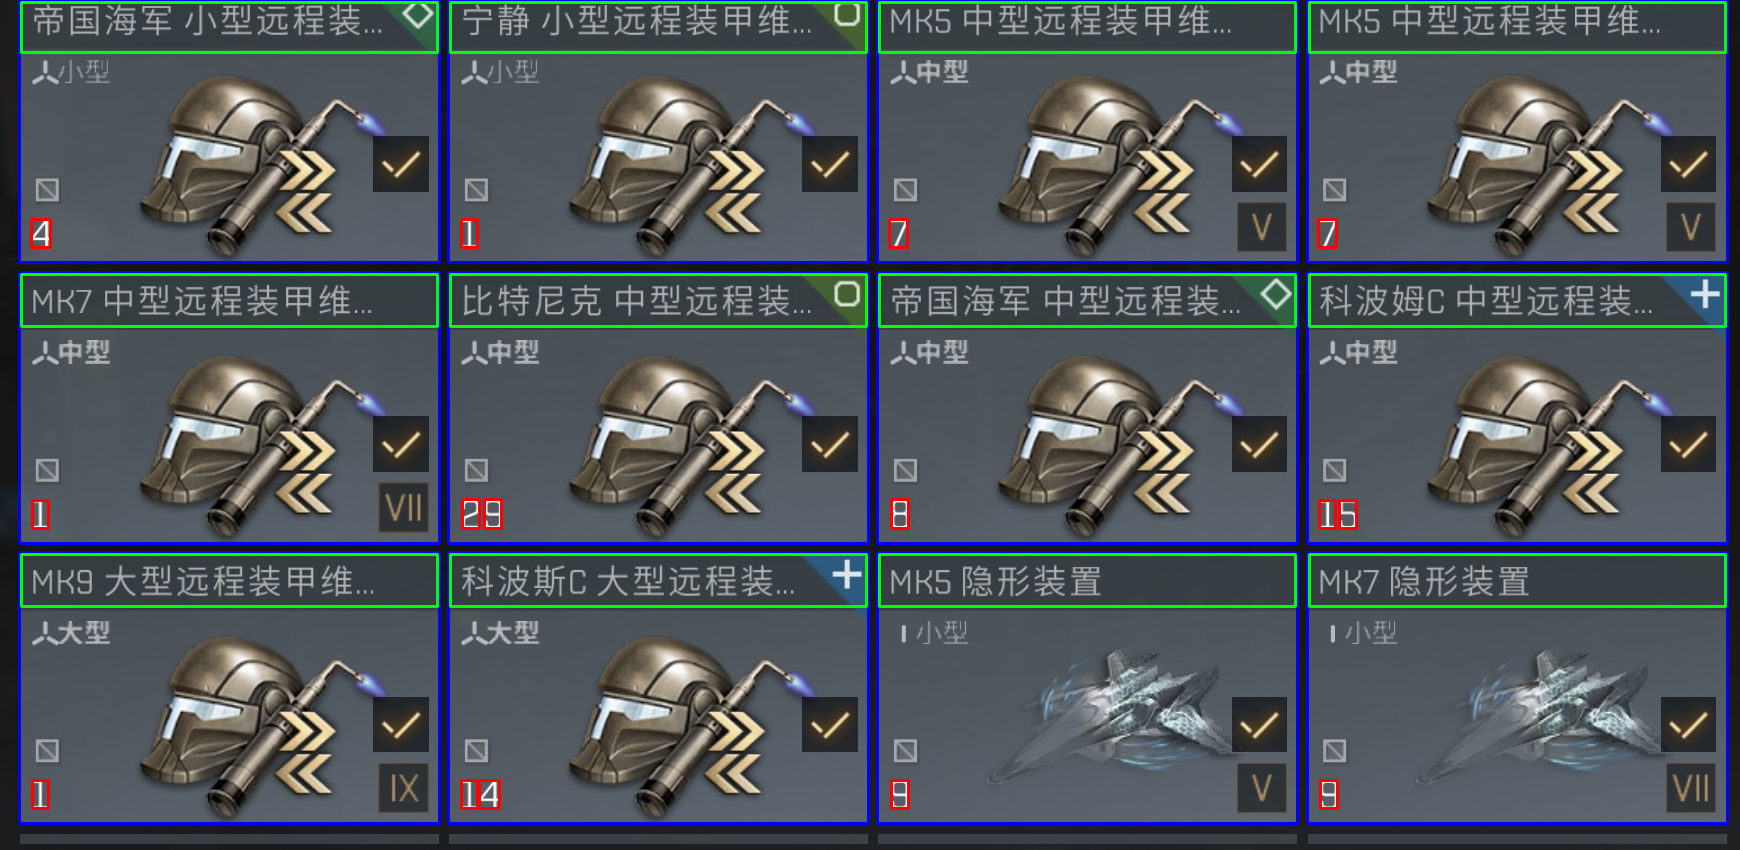 帝国海军 小型远程装...
宁静 小型远程装甲维...
MK5 中型远程装甲维...
MK5 中型远程装甲维...
小型
小型
中型
中型
4
1
7
V
7
V
MK7 中型远程装甲维...
比特尼克 中型远程装...
帝国海军 中型远程装...
科波姆C 中型远程装...
中型
中型
中型
中型
1
VII
29
8
15
MK9 大型远程装甲维...
科波斯C 大型远程装...
MK5 隐形装置
MK7 隐形装置
大型
大型
小型
小型
1
IX
14
9
V
9
VII